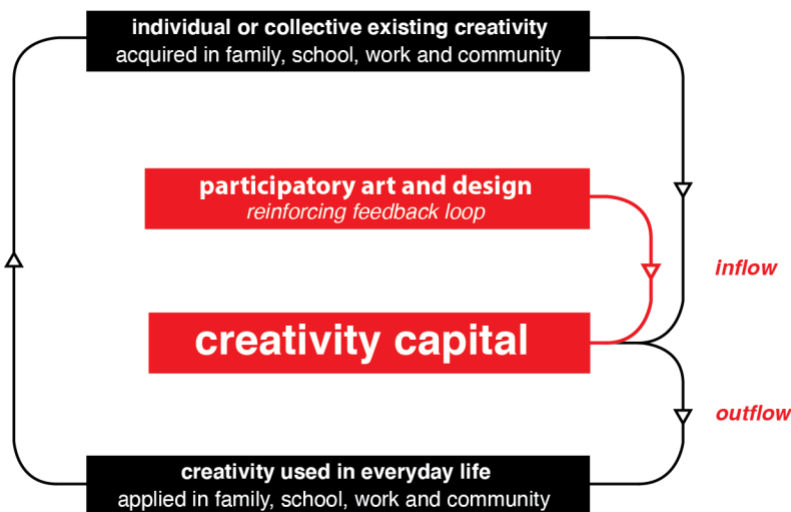 individual or collective existing creativity
acquired in family, school, work and community
participatory art and design
reinforcing feedback loop
inflow
creativity capital
outflow
creativity used in everyday life
applied in family, school, work and community